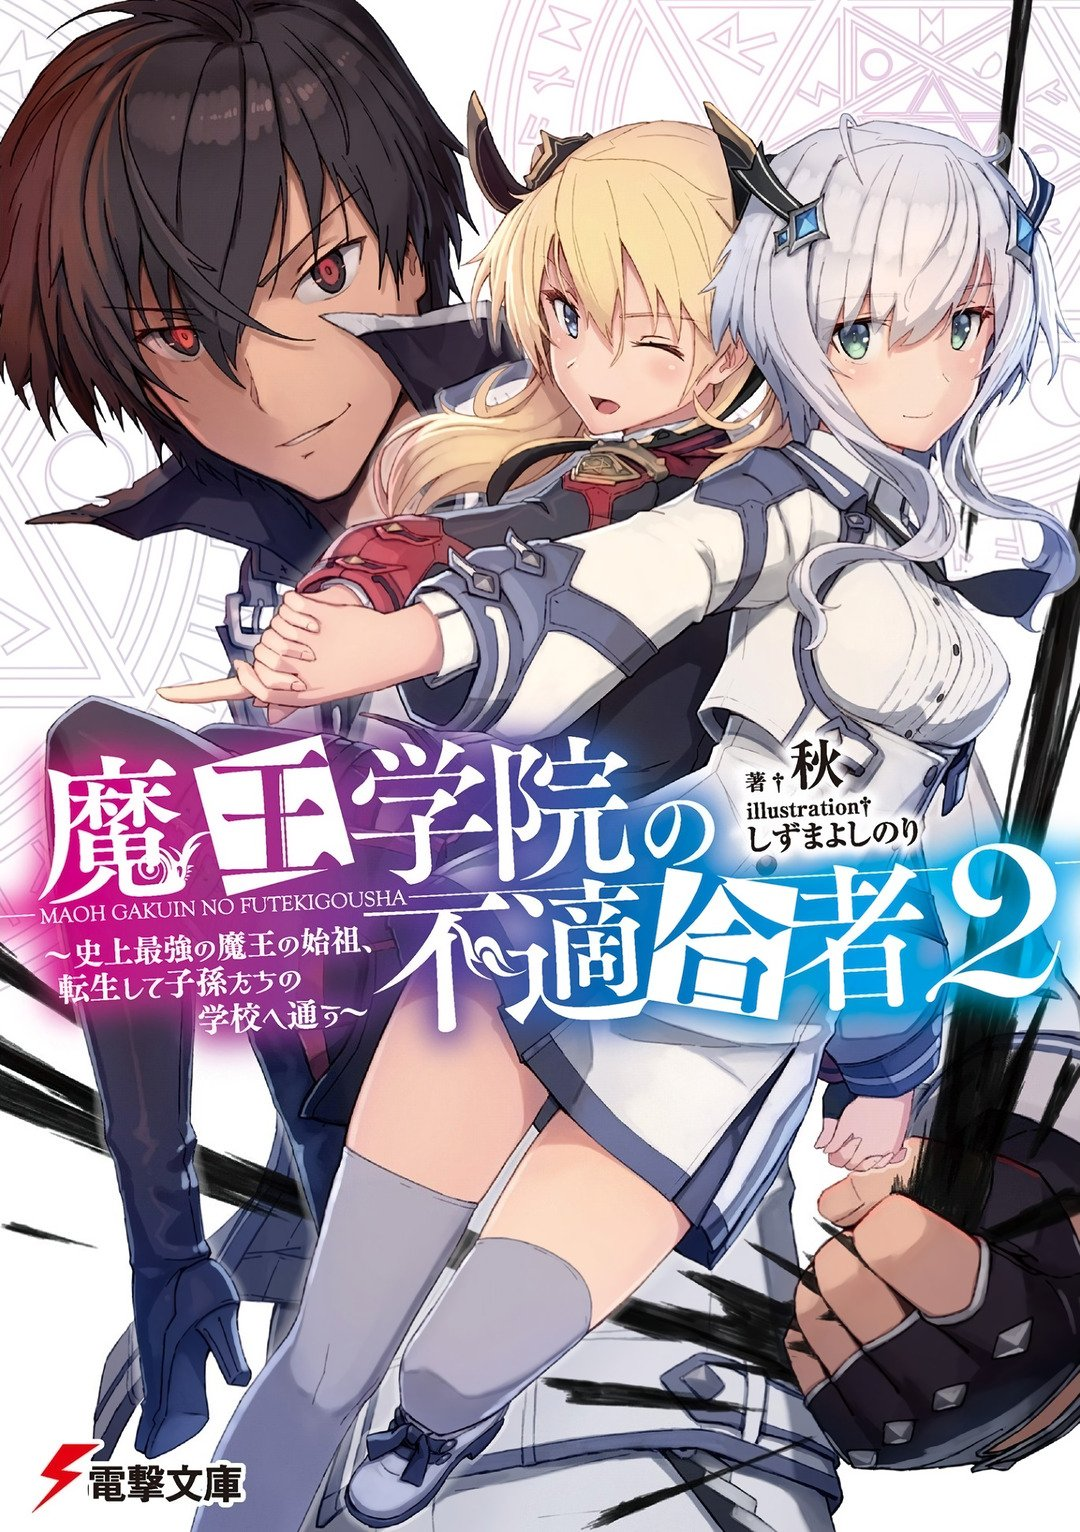 魔王学院の
不適合者2
MAOH GAKUIN NO FUTEKIGOUSHA
～史上最強の魔王の始祖、
転生して子孫たちの
学校へ通う～
著†秋
illustration†
しずまよしのり
電撃文庫